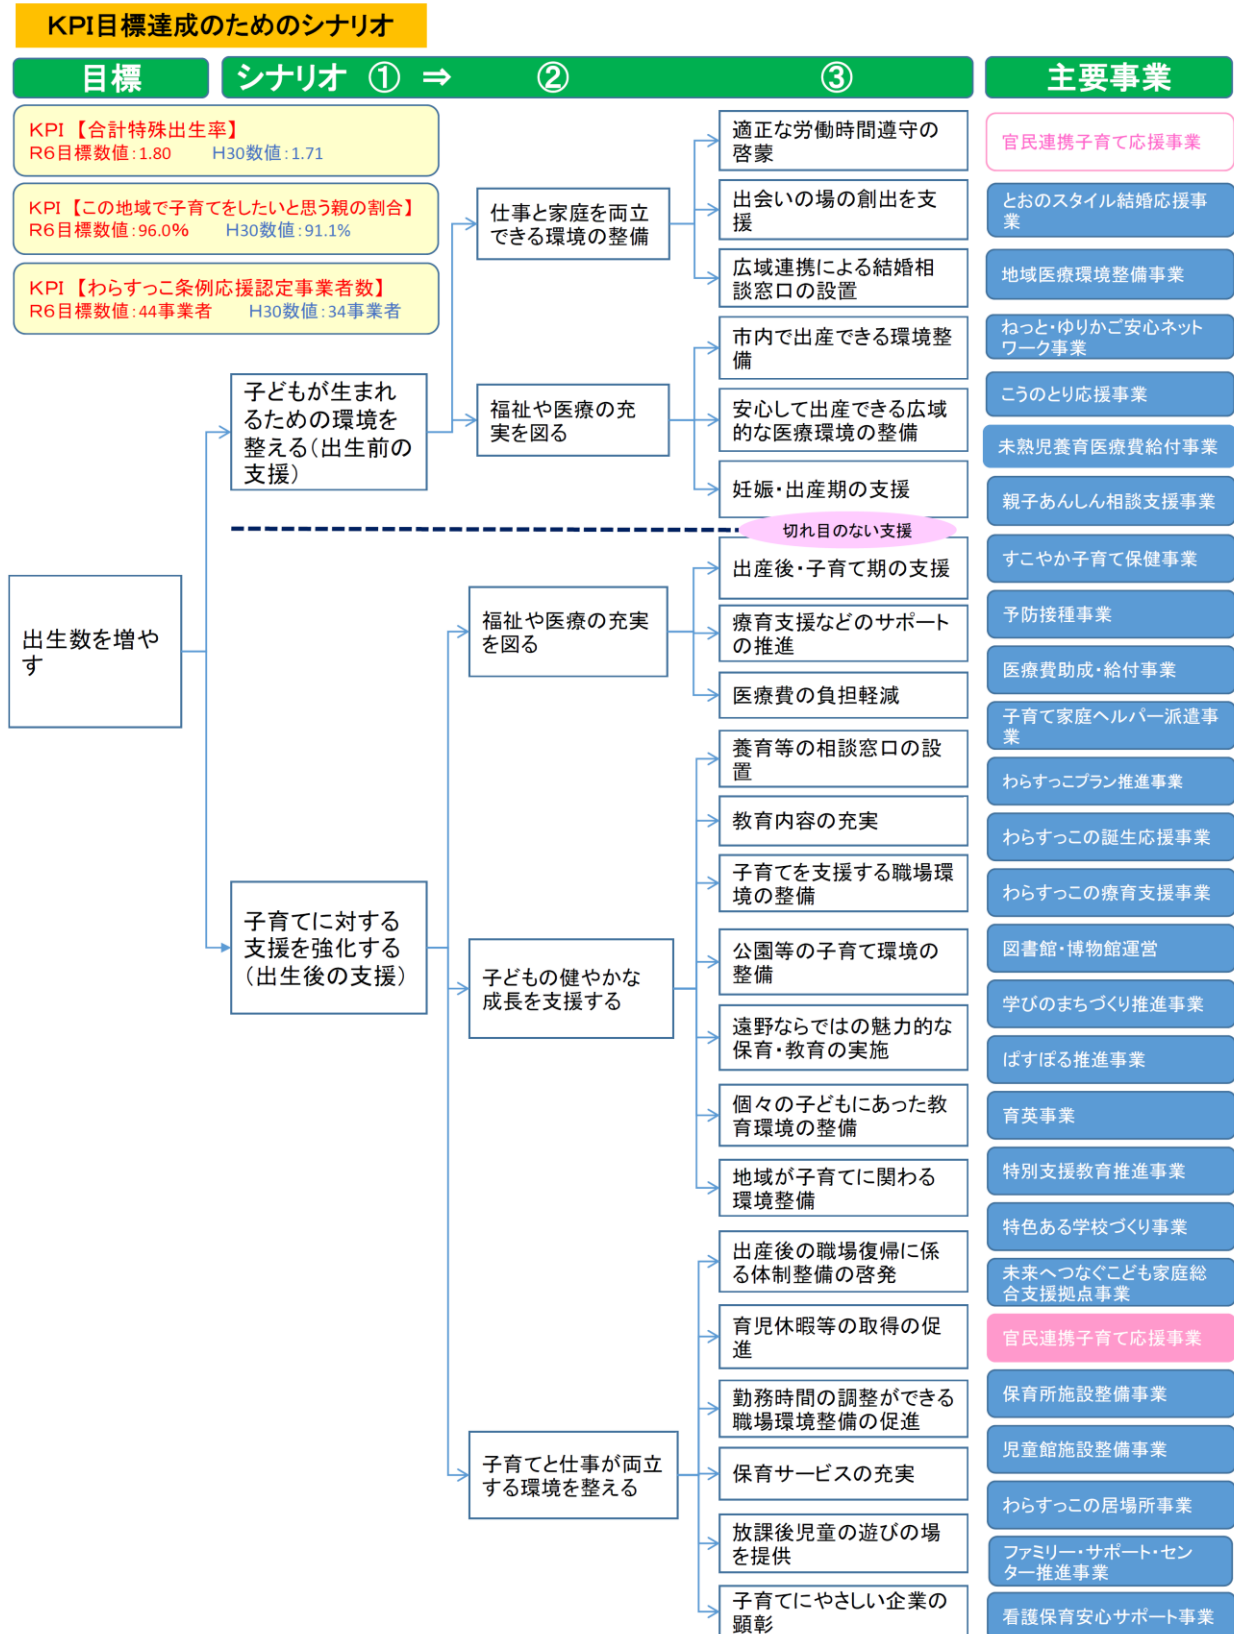 KPI目標達成のためのシナリオ
目標
シナリオ ① ⇒ ② ③
主要事業
KPI 【合計特殊出生率】
R6目標数値:1.80 H30数値:1.71
KPI 【この地域で子育てをしたいと思う親の割合】
R6目標数値:96.0% H30数値:91.1%
KPI 【わらすっこ条例応援認定事業者数】
R6目標数値:44事業者 H30数値:34事業者
出生数を増や
す
子どもが生まれ
るための環境を
整える(出生前の
支援)
子育てに対する
支援を強化する
(出生後の支援)
仕事と家庭を両立
できる環境の整備
福祉や医療の充
実を図る
福祉や医療の充実
を図る
子どもの健やかな
成長を支援する
子育てと仕事が両立
する環境を整える
適正な労働時間遵守の
啓蒙
出会いの場の創出を支
援
広域連携による結婚相
談窓口の設置
市内で出産できる環境整
備
安心して出産できる広域
的な医療環境の整備
妊娠・出産期の支援
切れ目のない支援
出産後・子育て期の支援
療育支援などのサポート
の推進
医療費の負担軽減
養育等の相談窓口の設
置
教育内容の充実
子育てを支援する職場環
境の整備
公園等の子育て環境の
整備
遠野ならではの魅力的な
保育・教育の実施
個々の子どもにあった教
育環境の整備
地域が子育てに関わる
環境整備
出産後の職場復帰に係
る体制整備の啓発
育児休暇等の取得の促
進
勤務時間の調整ができる
職場環境整備の促進
保育サービスの充実
放課後児童の遊びの場
を提供
子育てにやさしい企業の
顕彰
官民連携子育て応援事業
とおのスタイル結婚応援事
業
地域医療環境整備事業
ねっと・ゆりかご安心ネット
ワーク事業
こうのとり応援事業
未熟児養育医療費給付事業
親子あんしん相談支援事業
すこやか子育て保健事業
予防接種事業
医療費助成・給付事業
子育て家庭ヘルパー派遣事
業
わらすっこプラン推進事業
わらすっこの誕生応援事業
わらすっこの療育支援事業
図書館・博物館運営
学びのまちづくり推進事業
ぱすぽる推進事業
育英事業
特別支援教育推進事業
特色ある学校づくり事業
未来へつなぐこども家庭総
合支援拠点事業
官民連携子育て応援事業
保育所施設整備事業
児童館施設整備事業
わらすっこの居場所事業
ファミリー・サポート・セン
ター推進事業
看護保育安心サポート事業